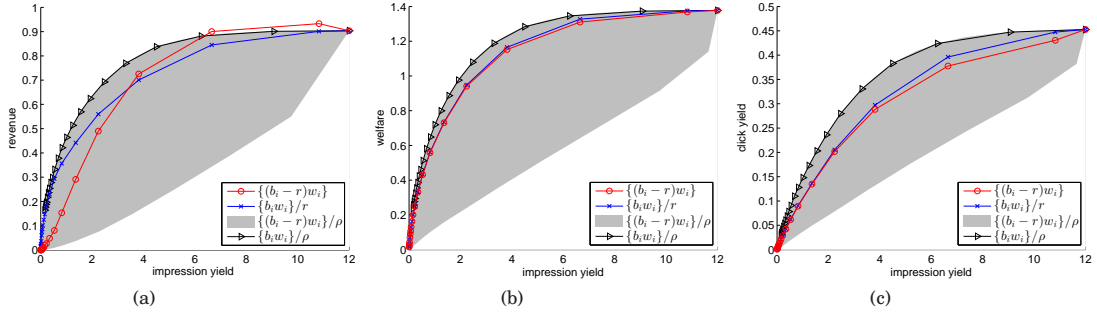 1
0.9
0.8
0.7
0.6
0.5
0.4
0.3
0.2
0.1
0
revenue
0 2 4 6 8 10 12
impression yield
{(b_i − r)w_i}
{b_i w_i}/r
{(b_i − r)w_i}/ρ
{b_i w_i}/ρ
(a)
1.4
1.2
1
0.8
0.6
0.4
0.2
0
welfare
0 2 4 6 8 10 12
impression yield
{(b_i − r)w_i}
{b_i w_i}/r
{(b_i − r)w_i}/ρ
{b_i w_i}/ρ
(b)
0.5
0.45
0.4
0.35
0.3
0.25
0.2
0.15
0.1
0.05
0
click yield
0 2 4 6 8 10 12
impression yield
{(b_i − r)w_i}
{b_i w_i}/r
{(b_i − r)w_i}/ρ
{b_i w_i}/ρ
(c)